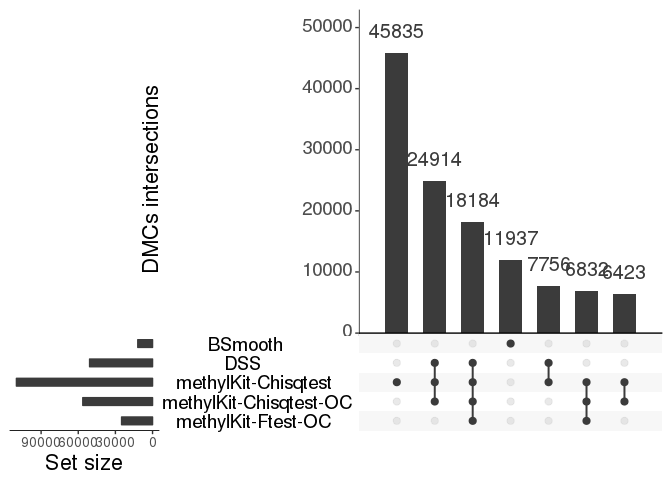 50000
45835
40000
30000
24914
20000
18184
11937
10000
7756
6832
6423
0
DMCs intersections
BSmooth
DSS
methylKit-Chisqtest
methylKit-Chisqtest-OC
methylKit-Ftest-OC
90000 60000 30000 0
Set size